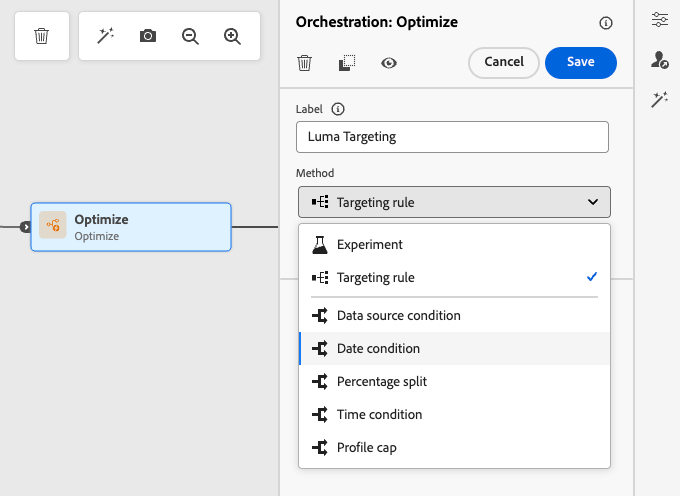 Orchestration: Optimize
Cancel
Save
Label
Luma Targeting
Method
Targeting rule
Optimize
Optimize
Experiment
Targeting rule
Data source condition
Date condition
Percentage split
Time condition
Profile cap